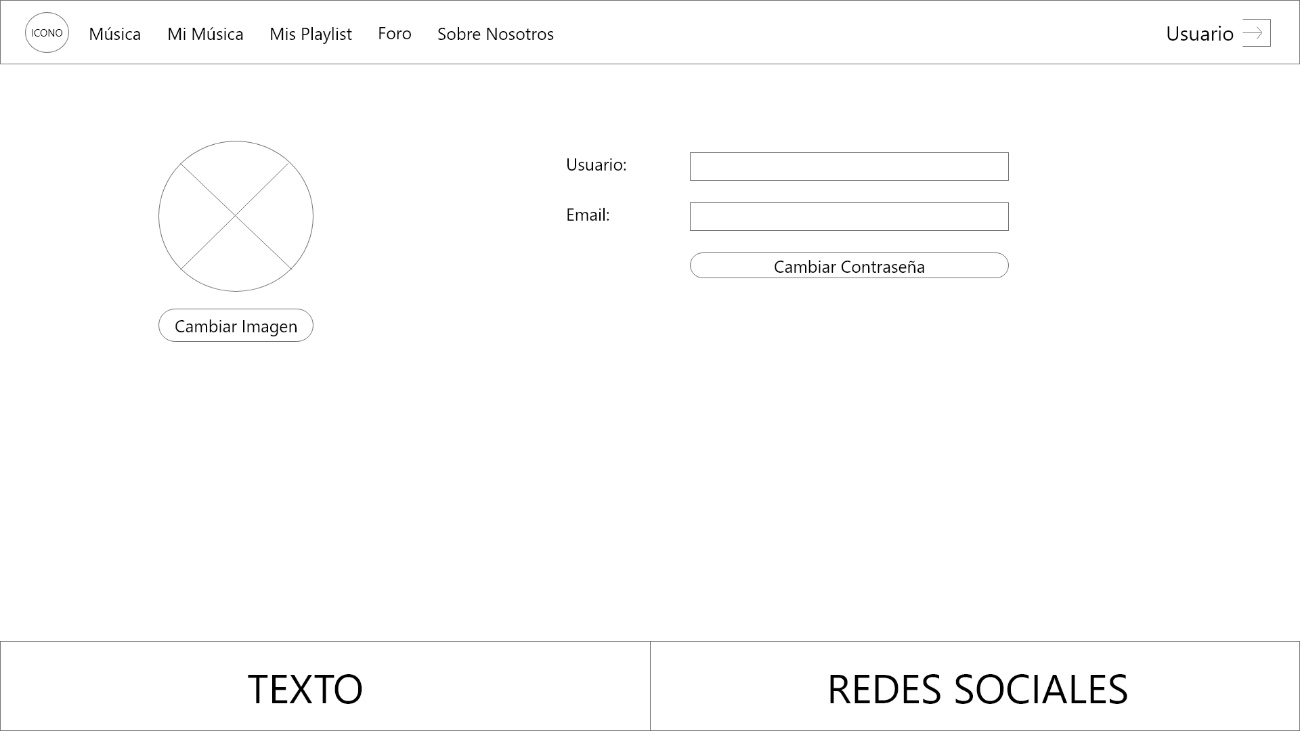 ICONO Música Mi Música Mis Playlist Foro Sobre Nosotros Usuario
Usuario:
Email:
Cambiar Contraseña
Cambiar Imagen
TEXTO REDES SOCIALES